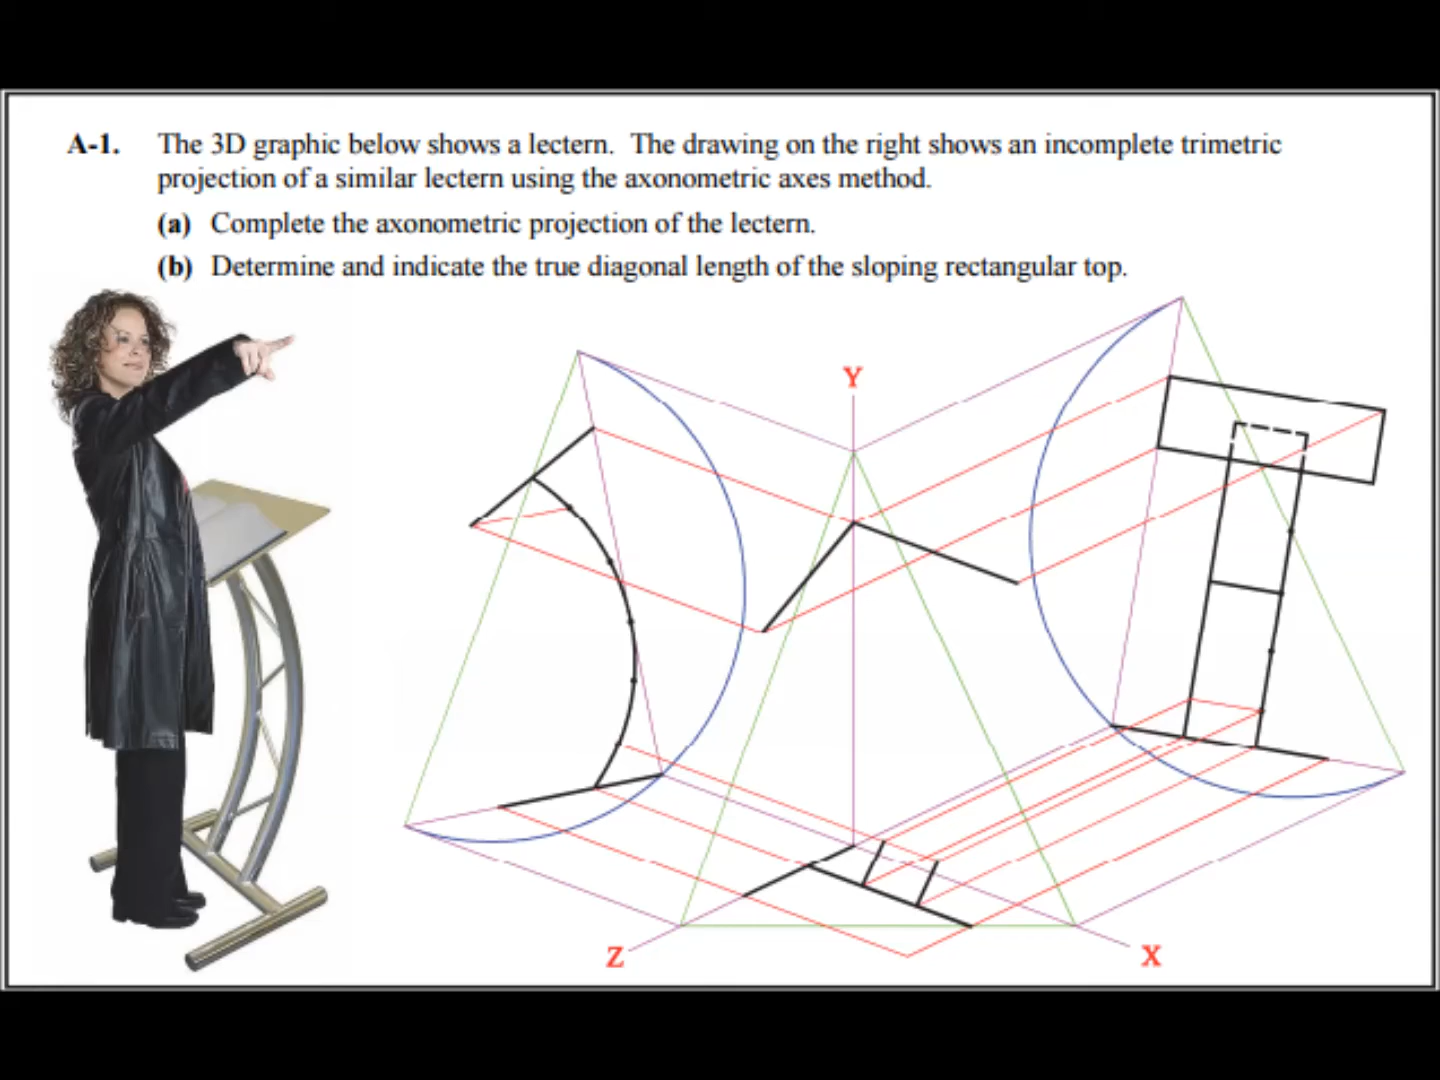 A-1. The 3D graphic below shows a lectern. The drawing on the right shows an incomplete trimetric
projection of a similar lectern using the axonometric axes method.
(a) Complete the axonometric projection of the lectern.
(b) Determine and indicate the true diagonal length of the sloping rectangular top.
Y
Z
X